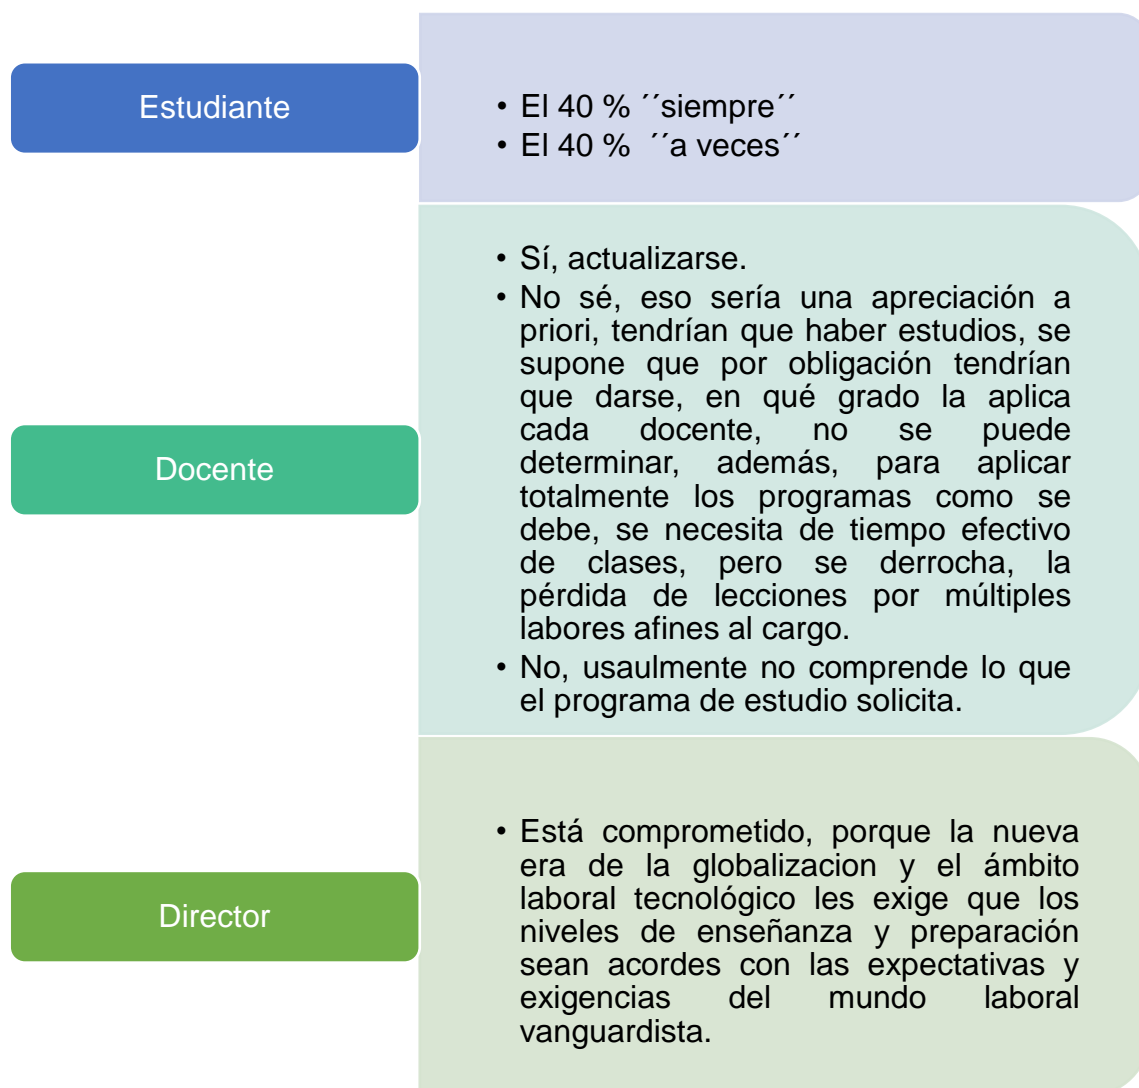 Estudiante
• El 40 % ´´siempre´´
• El 40 % ´´a veces´´
Docente
• Sí, actualizarse.
• No sé, eso sería una apreciación a
priori, tendrían que haber estudios, se
supone que por obligación tendrían
que darse, en qué grado la aplica
cada docente, no se puede
determinar, además, para aplicar
totalmente los programas como se
debe, se necesita de tiempo efectivo
de clases, pero se derrocha, la
pérdida de lecciones por múltiples
labores afines al cargo.
• No, usaulmente no comprende lo que
el programa de estudio solicita.
Director
• Está comprometido, porque la nueva
era de la globalizacion y el ámbito
laboral tecnológico les exige que los
niveles de enseñanza y preparación
sean acordes con las expectativas y
exigencias del mundo laboral
vanguardista.